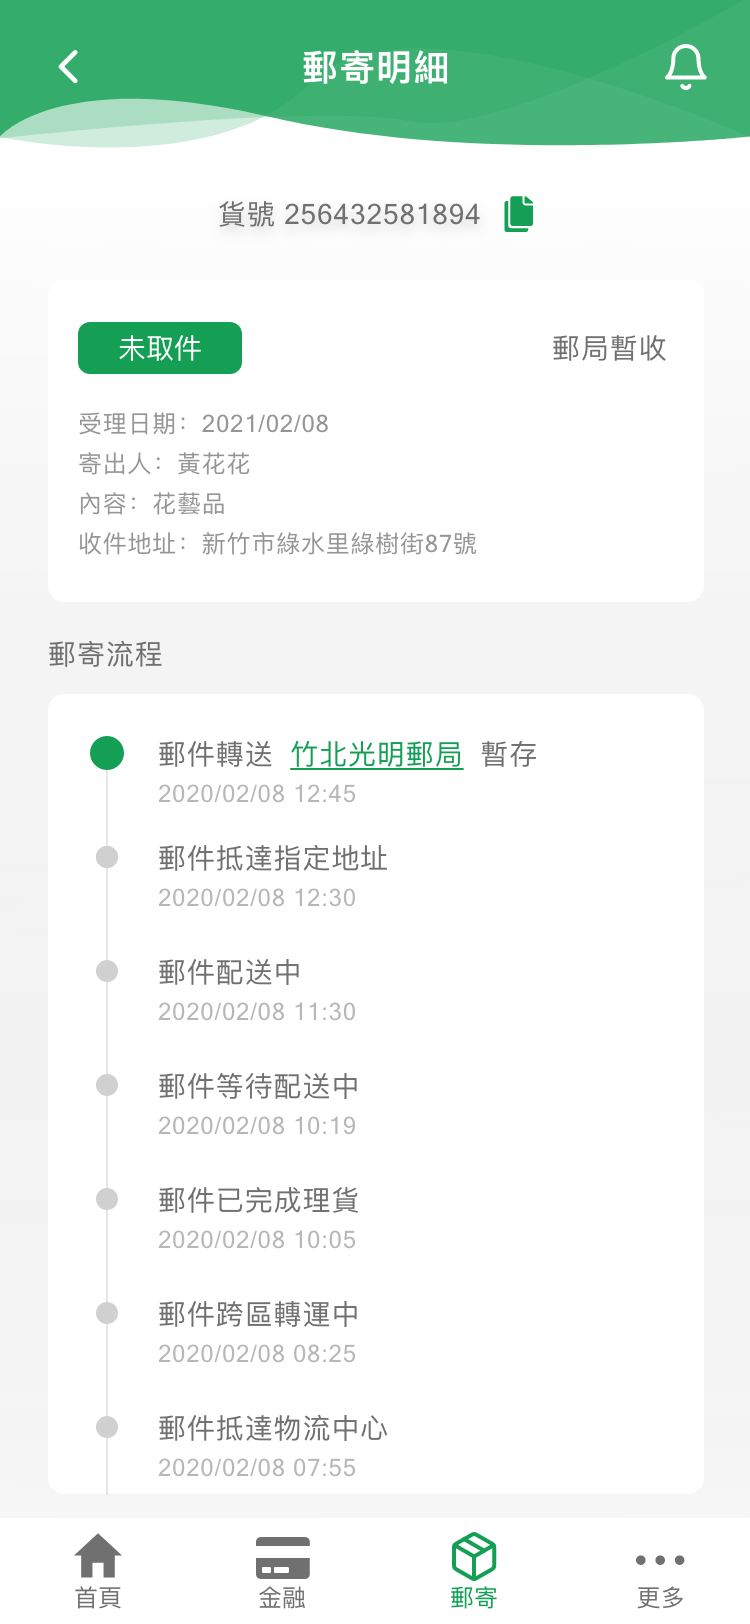 郵寄明細
貨號 256432581894
未取件
郵局暫收
受理日期：2021/02/08
寄出人：黃花花
內容：花藝品
收件地址：新竹市綠水里綠樹街87號
郵寄流程
郵件轉送 竹北光明郵局 暫存
2020/02/08 12:45
郵件抵達指定地址
2020/02/08 12:30
郵件配送中
2020/02/08 11:30
郵件等待配送中
2020/02/08 10:19
郵件已完成理貨
2020/02/08 10:05
郵件跨區轉運中
2020/02/08 08:25
郵件抵達物流中心
2020/02/08 07:55
首頁 金融 郵寄 更多